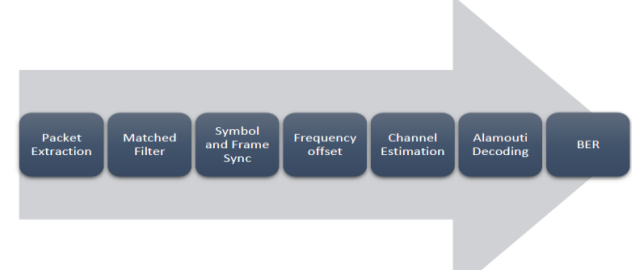 Packet
Extraction
Matched
Filter
Symbol
and Frame
Sync
Frequency
offset
Channel
Estimation
Alamouti
Decoding
BER